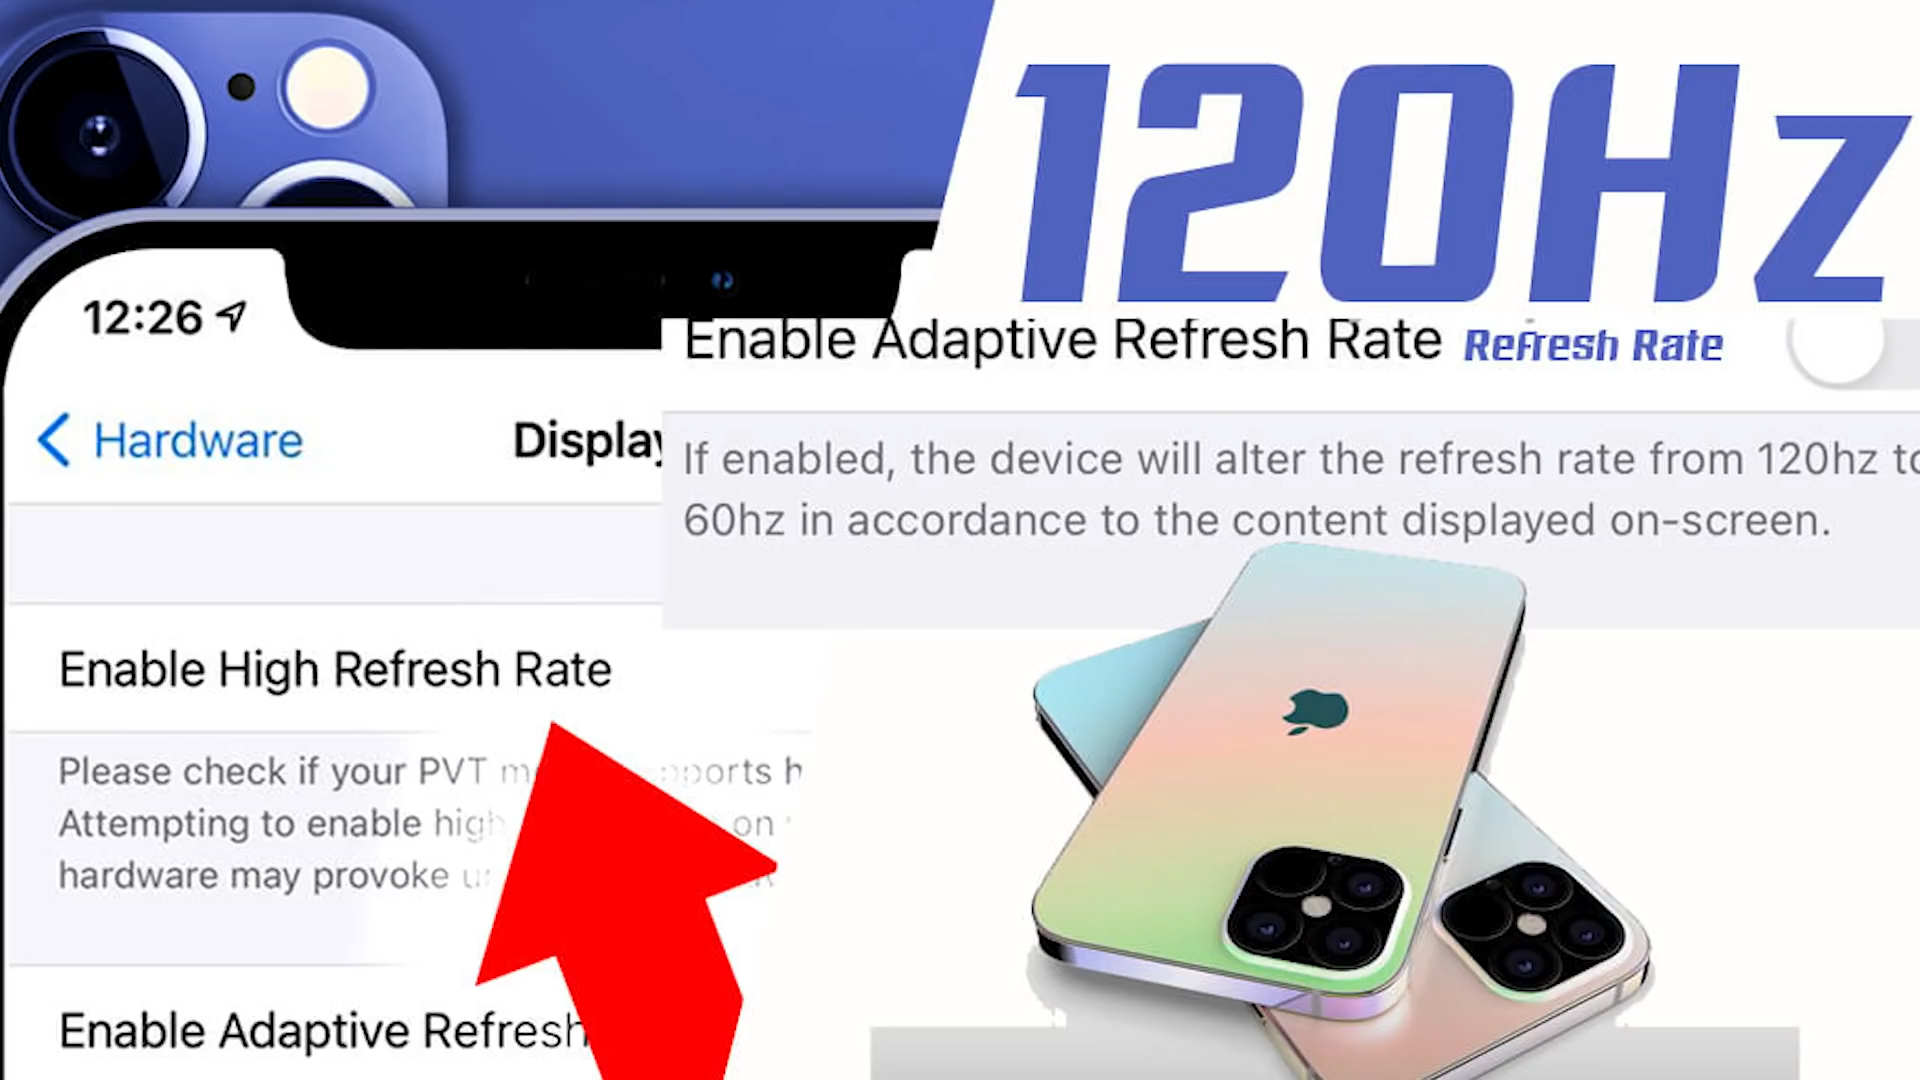 120Hz
12:26
Enable Adaptive Refresh Rate Refresh Rate
Hardware
Display
If enabled, the device will alter the refresh rate from 120hz to
60hz in accordance to the content displayed on-screen.
Enable High Refresh Rate
Please check if your PVT
Attempting to enable high on
hardware may provoke
Enable Adaptive Refresh